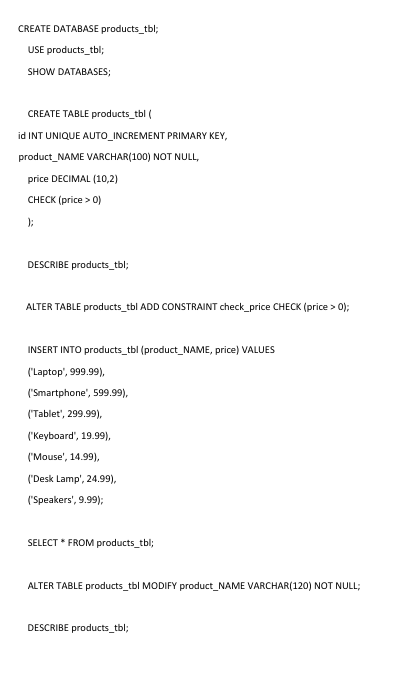 CREATE DATABASE products_tbl;
USE products_tbl;
SHOW DATABASES;
CREATE TABLE products_tbl (
id INT UNIQUE AUTO_INCREMENT PRIMARY KEY,
product_NAME VARCHAR(100) NOT NULL,
price DECIMAL (10,2)
CHECK (price > 0)
);
DESCRIBE products_tbl;
ALTER TABLE products_tbl ADD CONSTRAINT check_price CHECK (price > 0);
INSERT INTO products_tbl (product_NAME, price) VALUES
('Laptop', 999.99),
('Smartphone', 599.99),
('Tablet', 299.99),
('Keyboard', 19.99),
('Mouse', 14.99),
('Desk Lamp', 24.99),
('Speakers', 9.99);
SELECT * FROM products_tbl;
ALTER TABLE products_tbl MODIFY product_NAME VARCHAR(120) NOT NULL;
DESCRIBE products_tbl;